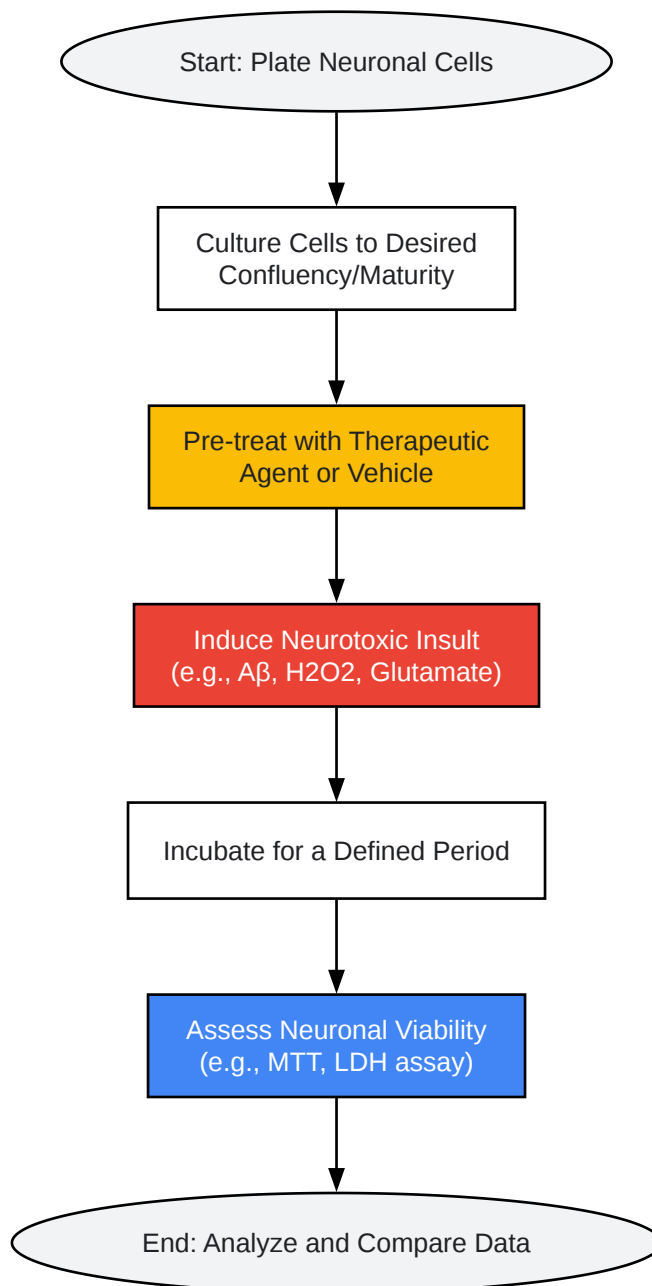 Start: Plate Neuronal Cells
Culture Cells to Desired
Confluency/Maturity
Pre-treat with Therapeutic
Agent or Vehicle
Induce Neurotoxic Insult
(e.g., Aβ, H2O2, Glutamate)
Incubate for a Defined Period
Assess Neuronal Viability
(e.g., MTT, LDH assay)
End: Analyze and Compare Data